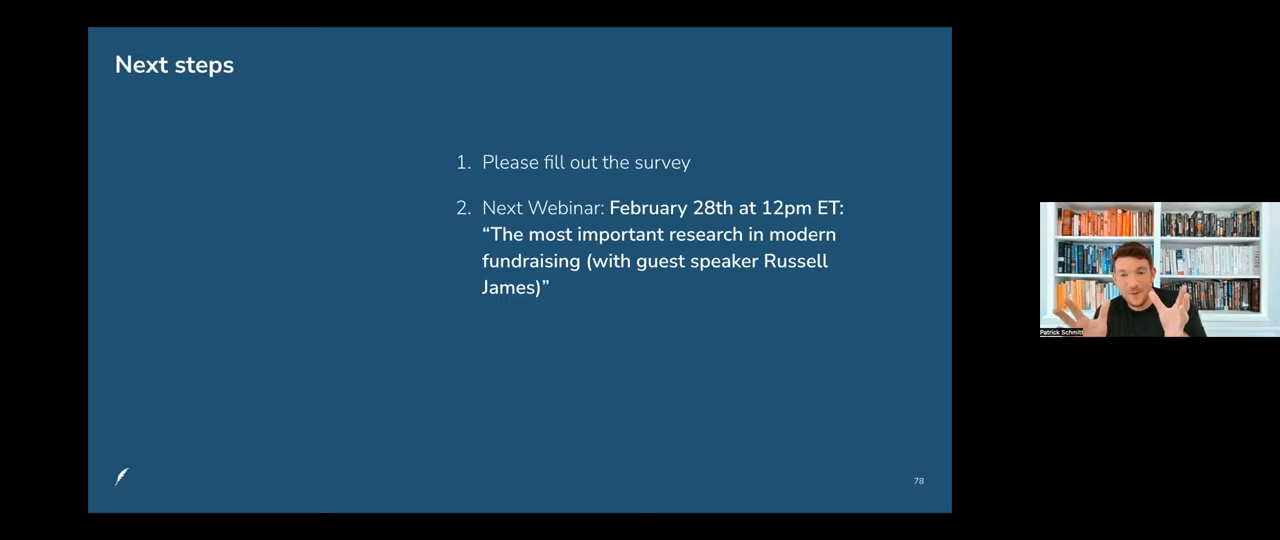 Next steps
1. Please fill out the survey
2. Next Webinar: February 28th at 12pm ET:
“The most important research in modern
fundraising (with guest speaker Russell
James)”
Patrick Schmitt
78